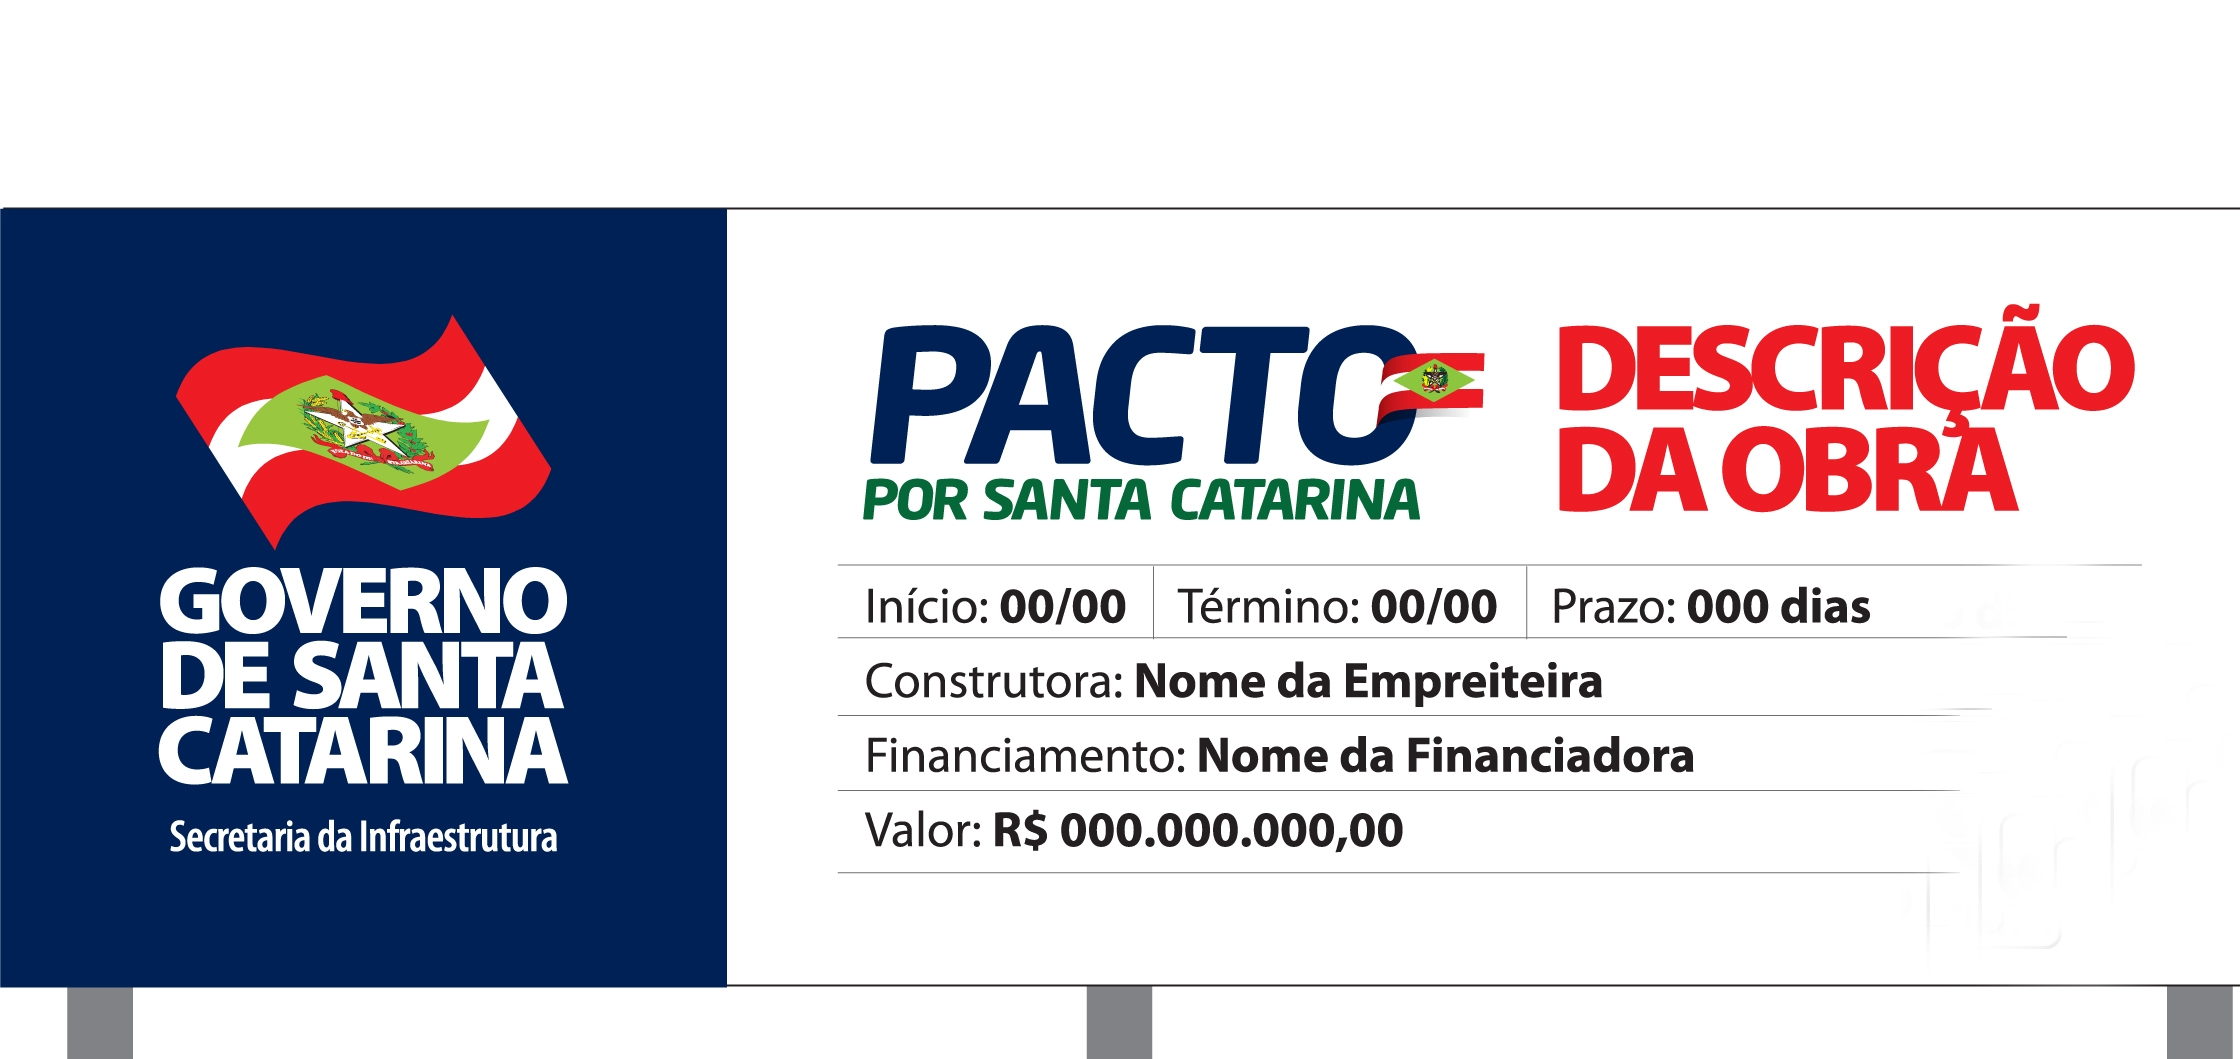 GOVERNO
DE SANTA
CATARINA
Secretaria da Infraestrutura
PACTO
POR SANTA CATARINA
DESCRIÇÃO
DA OBRA
Início: 00/00 Término: 00/00 Prazo: 000 dias
Construtora: Nome da Empreiteira
Financiamento: Nome da Financiadora
Valor: R$ 000.000.000,00